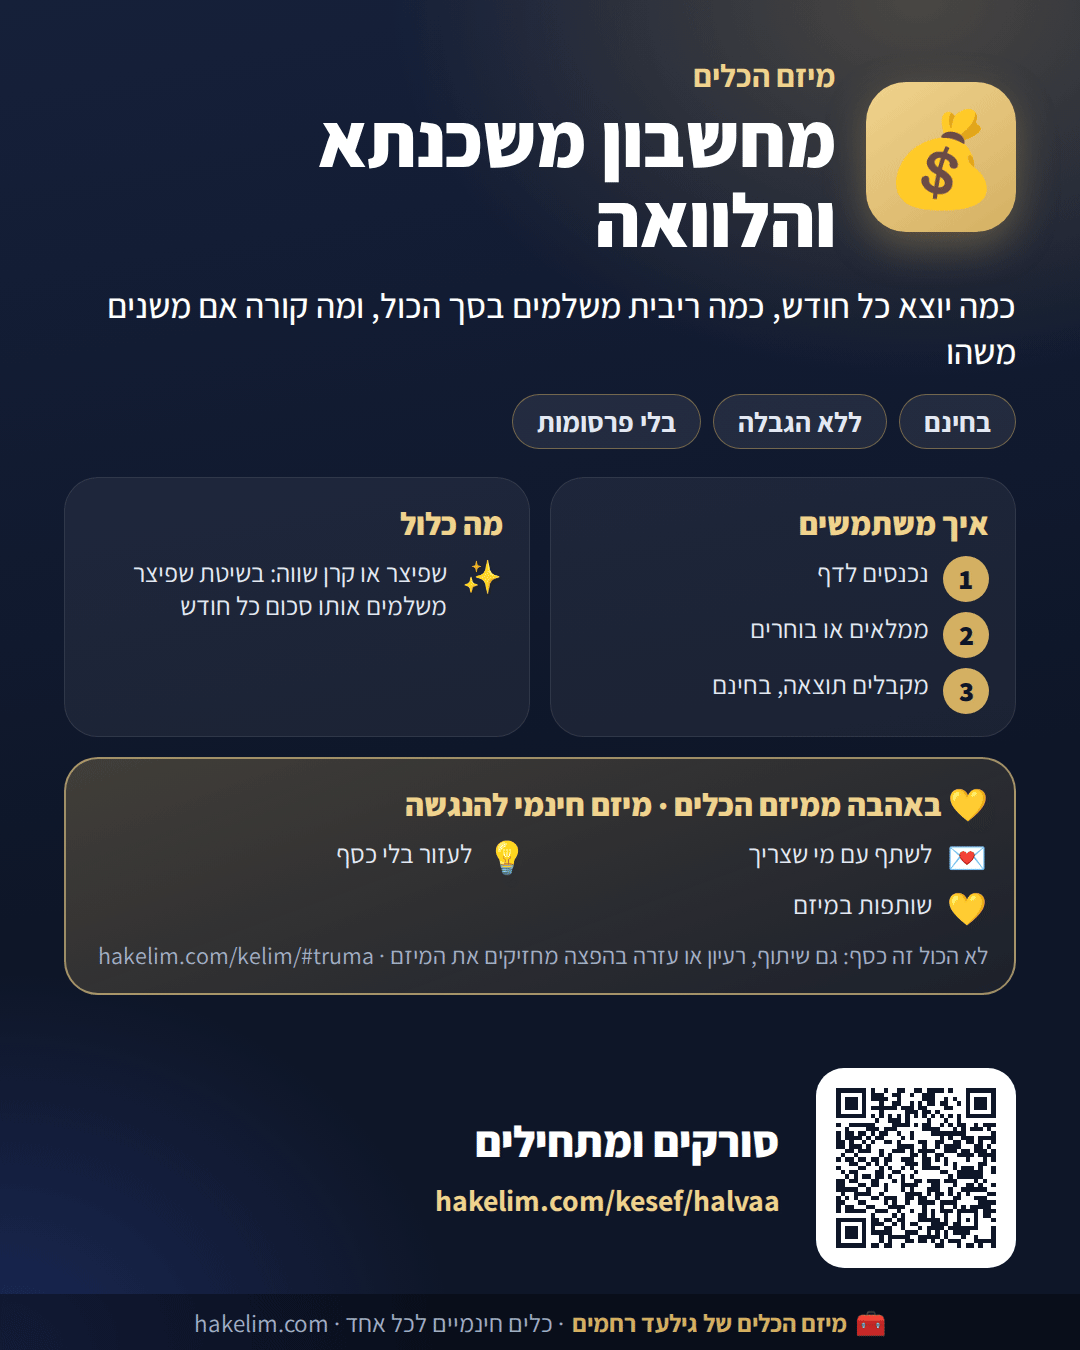 מיזם הכלים
מחשבון משכנתא
והלוואה
כמה יוצא כל חודש, כמה ריבית משלמים בסך הכול, ומה קורה אם משנים
משהו
בחינם
ללא הגבלה
בלי פרסומות
איך משתמשים
1 נכנסים לדף
2 ממלאים או בוחרים
3 מקבלים תוצאה, בחינם
מה כלול
שפיצר או קרן שווה: בשיטת שפיצר
משלמים אותו סכום כל חודש
באהבה ממיזם הכלים · מיזם חינמי להנגשה
לשתף עם מי שצריך
לעזור בלי כסף
שותפות במיזם
לא הכול זה כסף: גם שיתוף, רעיון או עזרה בהפצה מחזיקים את המיזם · hakelim.com/kelim/#truma
סורקים ומתחילים
hakelim.com/kesef/halvaa
מיזם הכלים של גילעד רחמים · כלים חינמיים לכל אחד · hakelim.com